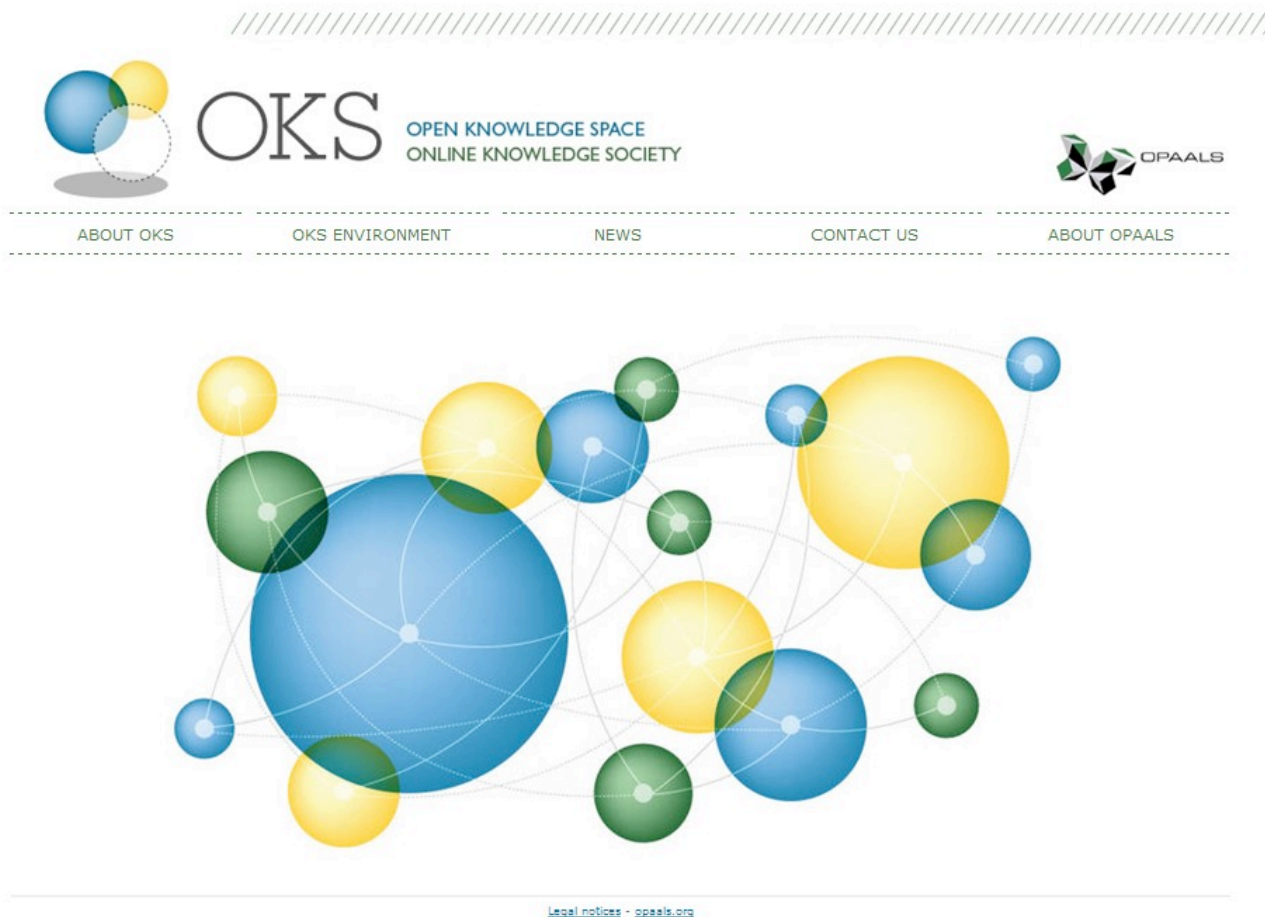 OKS
OPEN KNOWLEDGE SPACE
ONLINE KNOWLEDGE SOCIETY
OPAALS
ABOUT OKS OKS ENVIRONMENT NEWS CONTACT US ABOUT OPAALS
Legal notices - opaals.org